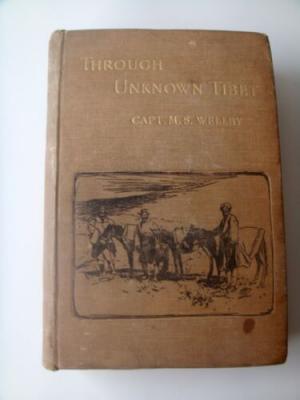 THROUGH
UNKNOWN TIBET
CAPT. M. S. WELLBY